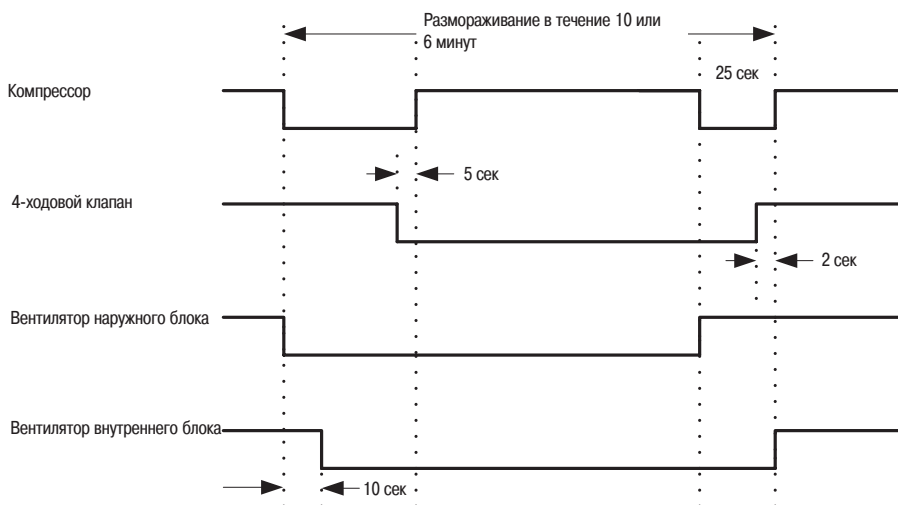 Размораживание в течение 10 или
6 минут
25 сек
Компрессор
5 сек
4-ходовой клапан
2 сек
Вентилятор наружного блока
Вентилятор внутреннего блока
10 сек